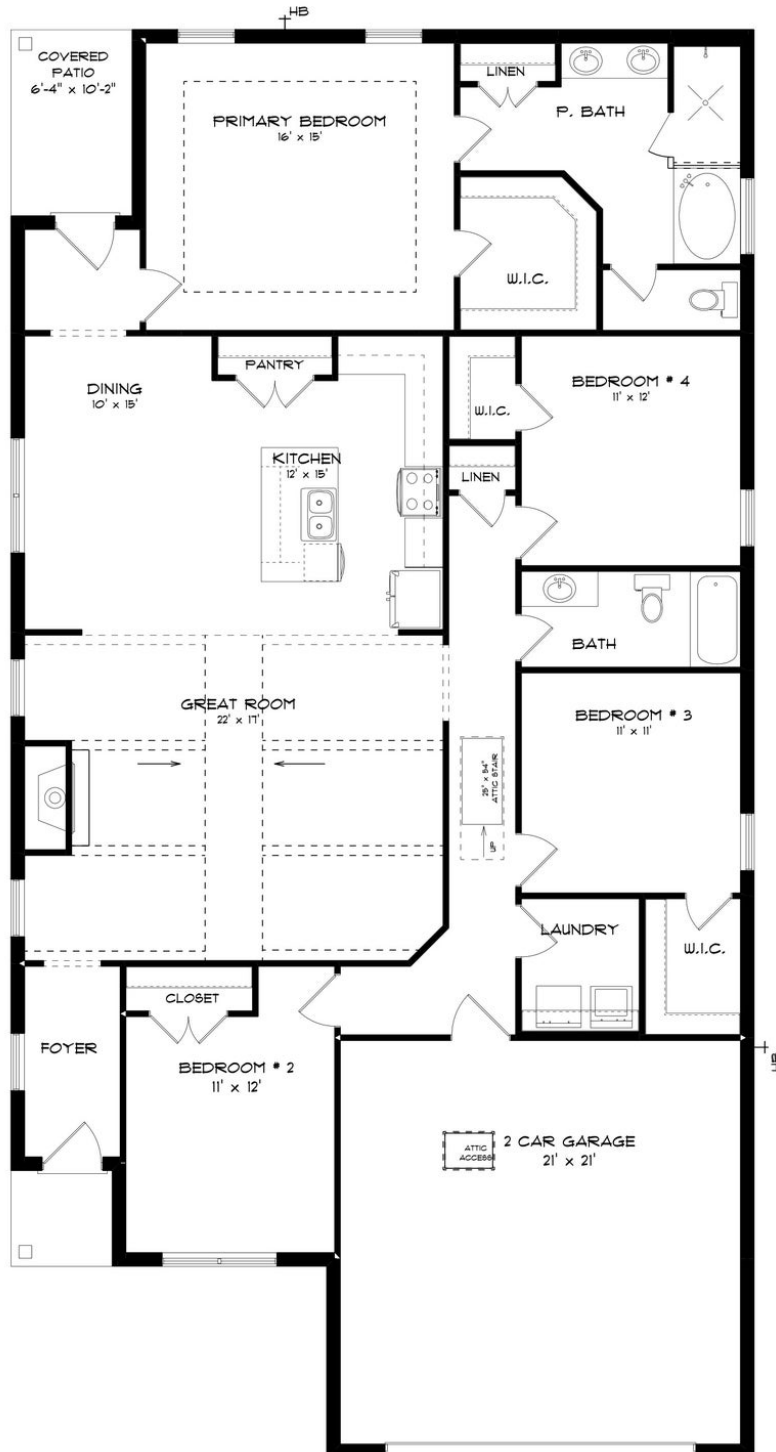 HB
COVERED
PATIO
6'-4" x 10'-2"
PRIMARY BEDROOM
16' x 15'
LINEN
P. BATH
W.I.C.
DINING
10' x 15'
PANTRY
KITCHEN
12' x 15'
W.I.C.
BEDROOM # 4
11' x 12'
LINEN
BATH
GREAT ROOM
22' x 17'
BEDROOM # 3
11' x 11'
25" x 54"
ATTIC STAIR
UP
LAUNDRY
W.I.C.
CLOSET
FOYER
BEDROOM # 2
11' x 12'
HB
ATTIC
ACCESS
2 CAR GARAGE
21' x 21'